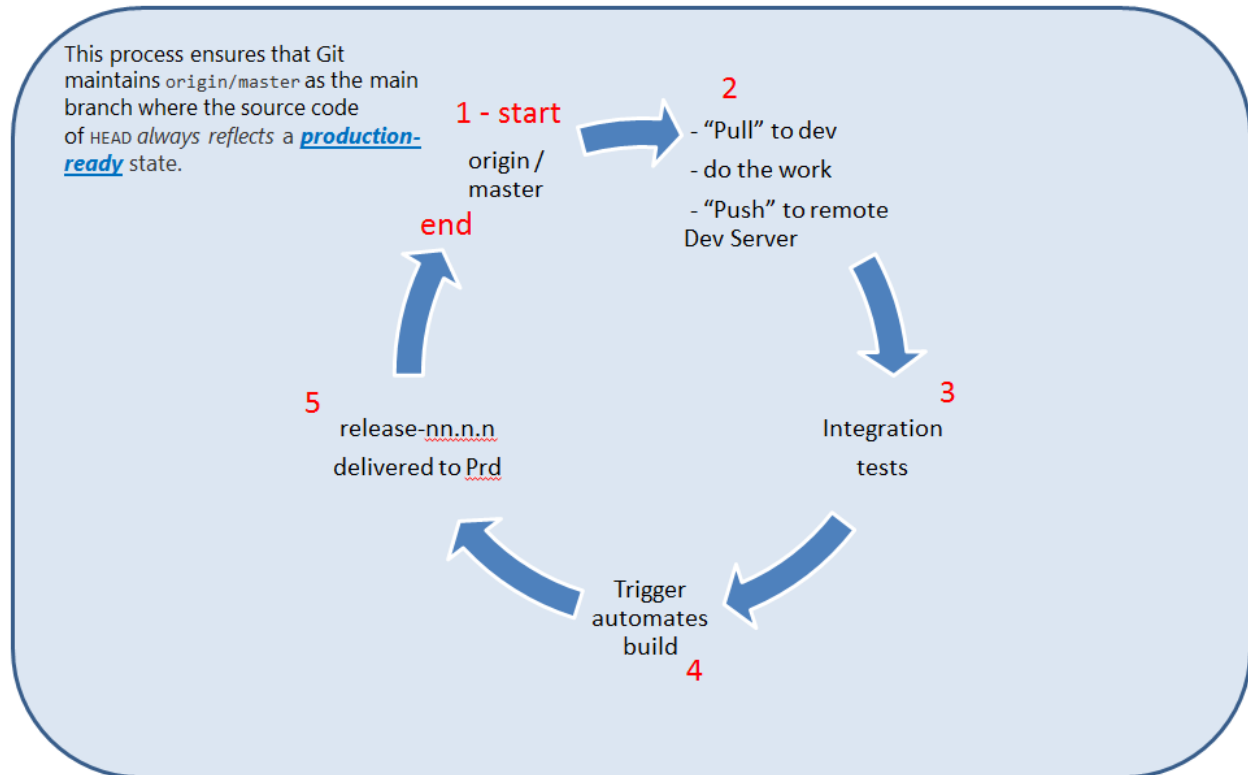 This process ensures that Git
maintains origin/master as the main
branch where the source code
of HEAD always reflects a production-
ready state.
1 - start
origin /
master
end
2
- “Pull” to dev
- do the work
- “Push” to remote
Dev Server
3
Integration
tests
Trigger
automates
build
4
5
release-nn.n.n
delivered to Prd